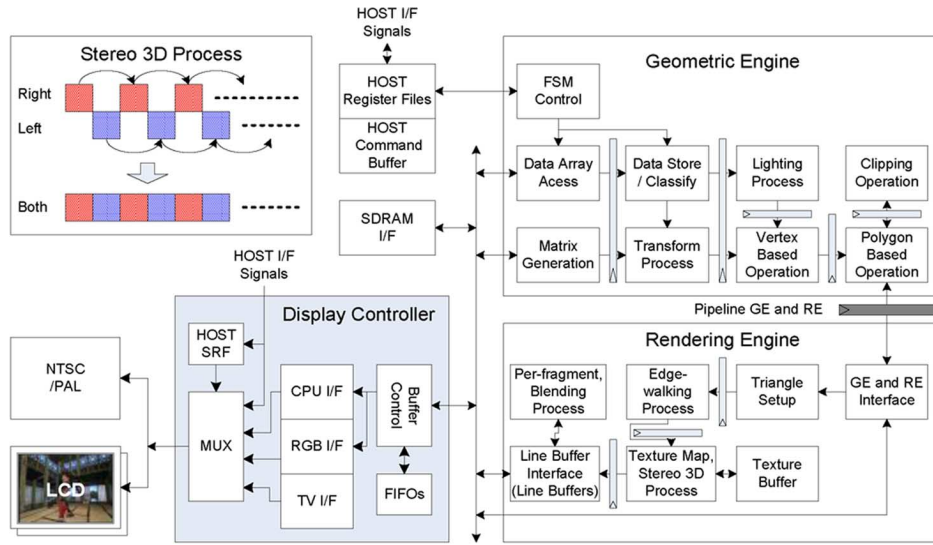 Stereo 3D Process
Right
Left
Both
HOST I/F
Signals
HOST
Register Files
HOST
Command
Buffer
SDRAM
I/F
Geometric Engine
FSM
Control
Data Array
Acess
Data Store
/ Classify
Lighting
Process
Clipping
Operation
Matrix
Generation
Transform
Process
Vertex
Based
Operation
Polygon
Based
Operation
Pipeline GE and RE
HOST I/F
Signals
Display Controller
HOST
SRF
MUX
CPU I/F
RGB I/F
TV I/F
Buffer
Control
FIFOs
NTSC
/PAL
LCD
Rendering Engine
Per-fragment,
Blending
Process
Edge-
walking
Process
Triangle
Setup
GE and RE
Interface
Line Buffer
Interface
(Line Buffers)
Texture Map,
Stereo 3D
Process
Texture
Buffer